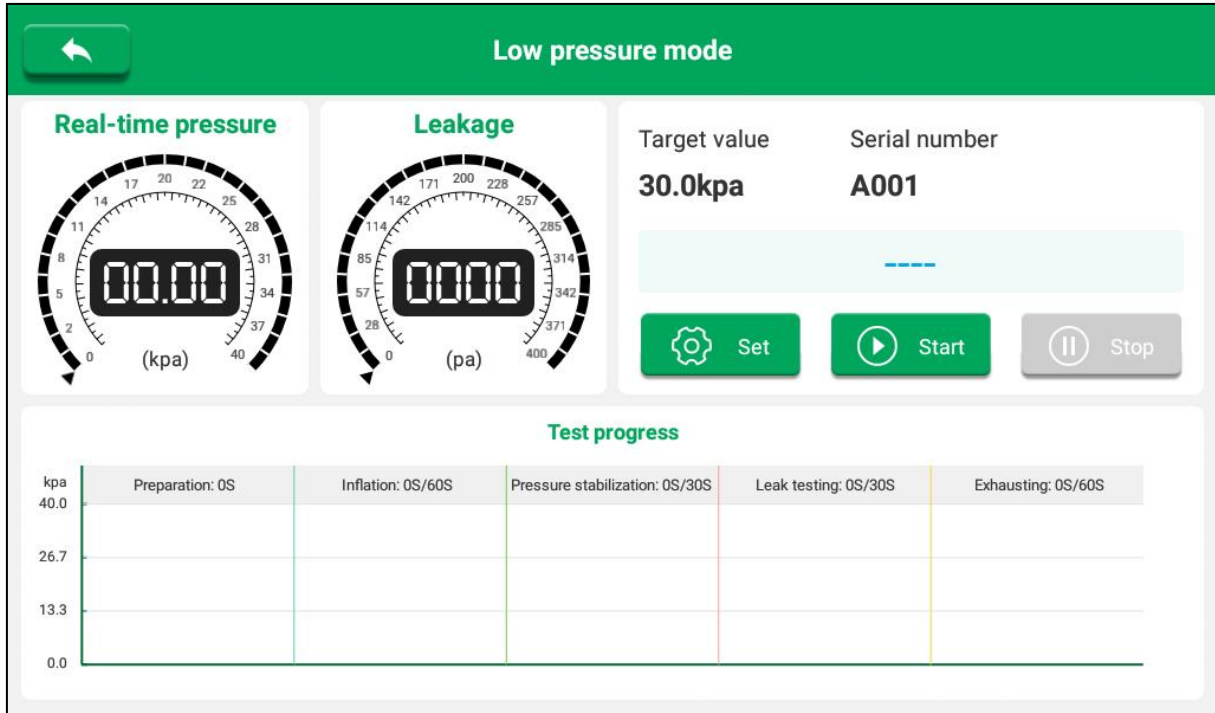 Low pressure mode
Real-time pressure
0 2 5 8 11 14 17 20 22 25 28 31 34 37 40
00.00
(kpa)
Leakage
0 28 57 85 114 142 171 200 228 257 285 314 342 371 400
0000
(pa)
Target value
30.0kpa
Serial number
A001
----
Set
Start
Stop
Test progress
kpa
40.0
26.7
13.3
0.0
Preparation: 0S
Inflation: 0S/60S
Pressure stabilization: 0S/30S
Leak testing: 0S/30S
Exhausting: 0S/60S